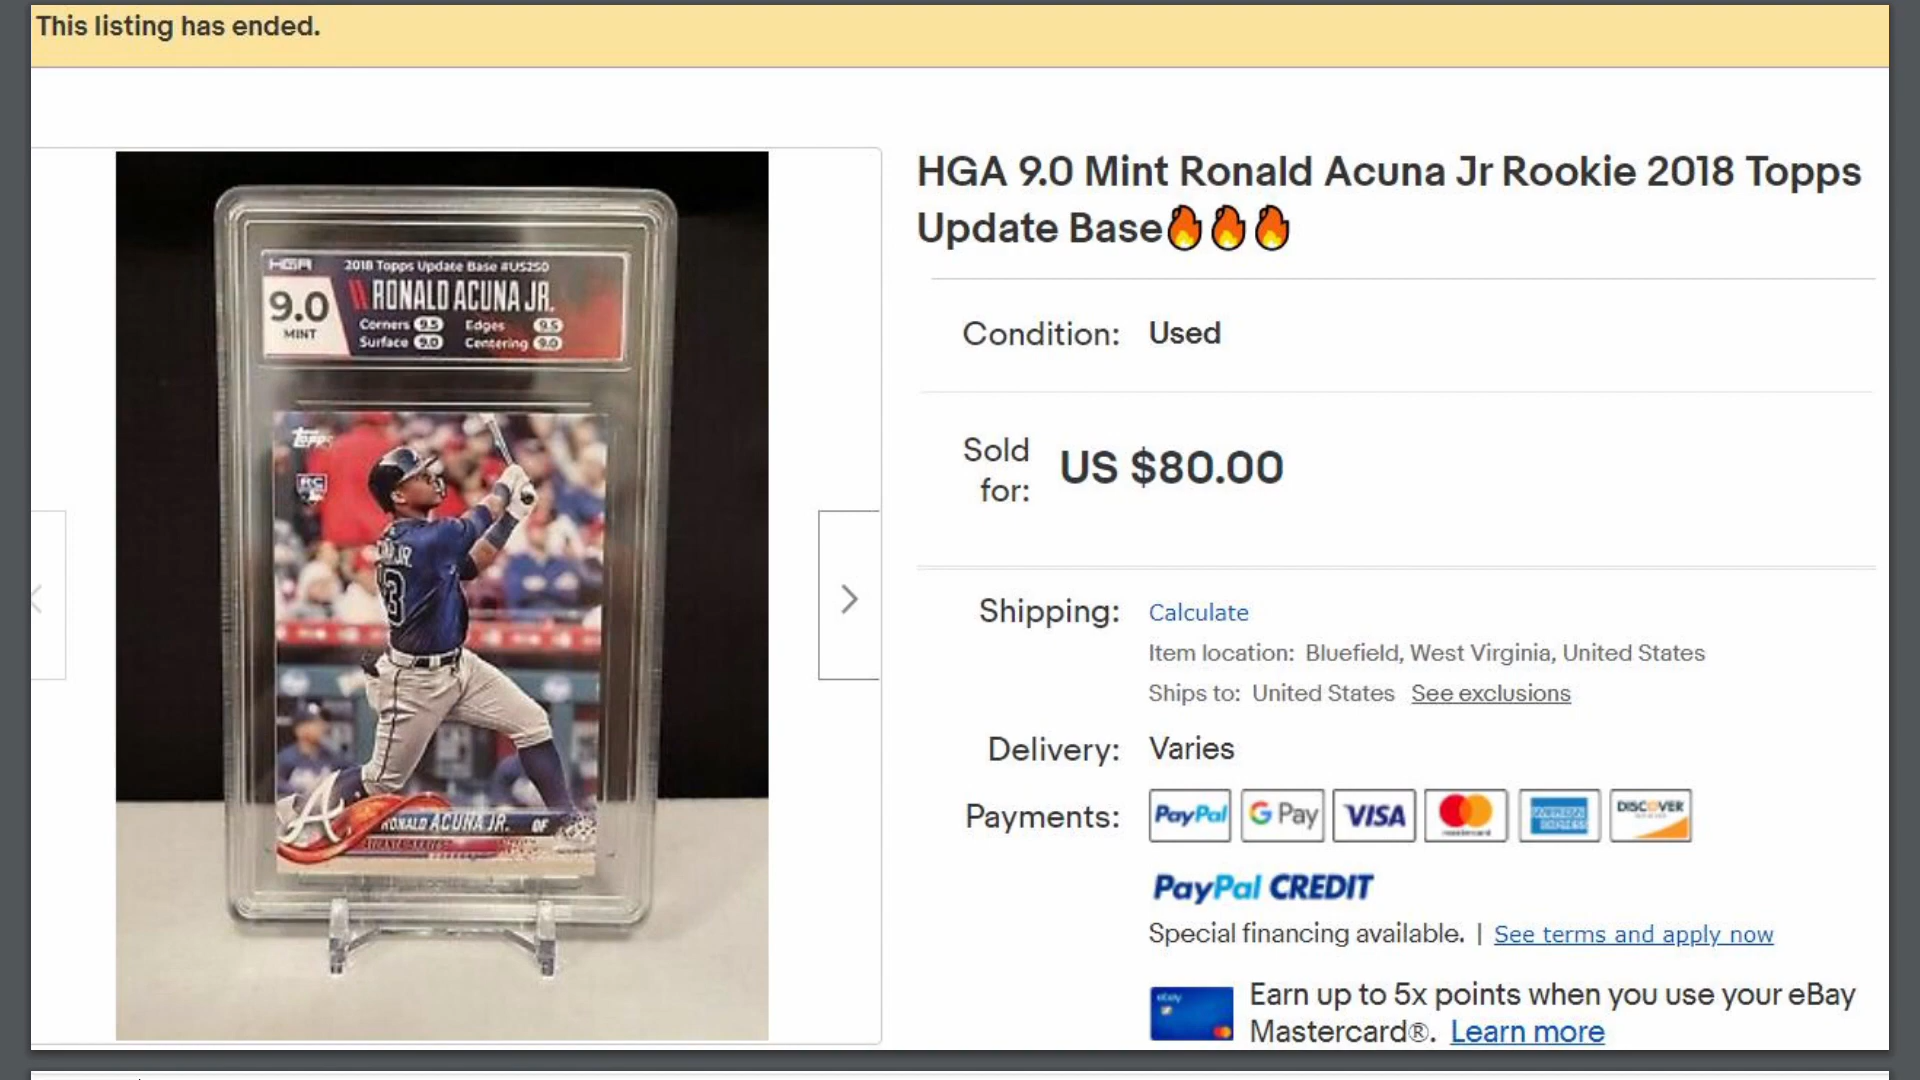 This listing has ended.
HGA 9.0 Mint Ronald Acuna Jr Rookie 2018 Topps
Update Base🔥🔥🔥
HGA
2018 Topps Update Base #US250
9.0
MINT
RONALD ACUNA JR.
Corners 9.5 Edges 9.5
Surface 9.0 Centering 9.0
Topps
RC
RONALD ACUÑA JR. OF
Condition: Used
Sold for: US $80.00
Shipping: Calculate
Item location: Bluefield, West Virginia, United States
Ships to: United States See exclusions
Delivery: Varies
Payments: PayPal G Pay VISA mastercard AMERICAN EXPRESS DISCOVER
PayPal CREDIT
Special financing available. | See terms and apply now
ebay
Earn up to 5x points when you use your eBay
Mastercard®. Learn more